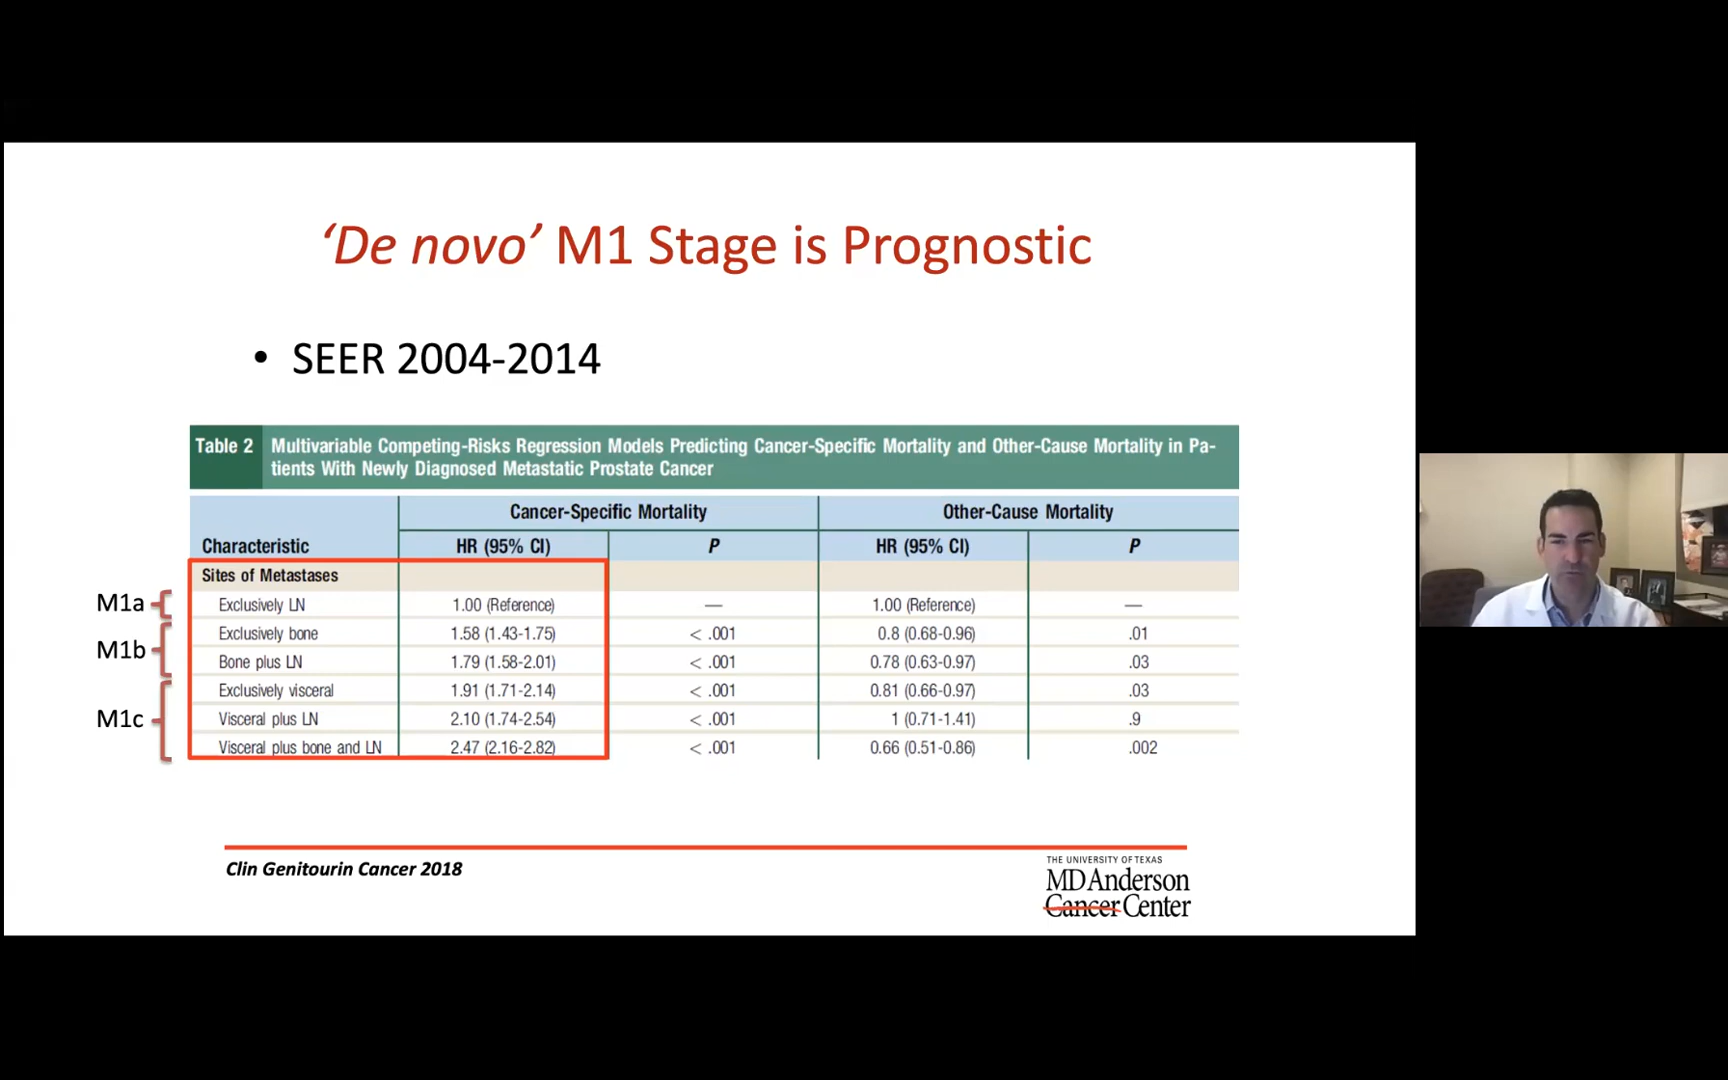 ‘De novo’ M1 Stage is Prognostic
• SEER 2004-2014
Table 2 Multivariable Competing-Risks Regression Models Predicting Cancer-Specific Mortality and Other-Cause Mortality in Pa-
tients With Newly Diagnosed Metastatic Prostate Cancer
Cancer-Specific Mortality Other-Cause Mortality
Characteristic HR (95% CI) P HR (95% CI) P
Sites of Metastases
M1a Exclusively LN 1.00 (Reference) — 1.00 (Reference) —
Exclusively bone 1.58 (1.43-1.75) < .001 0.8 (0.68-0.96) .01
M1b
Bone plus LN 1.79 (1.58-2.01) < .001 0.78 (0.63-0.97) .03
Exclusively visceral 1.91 (1.71-2.14) < .001 0.81 (0.66-0.97) .03
M1c Visceral plus LN 2.10 (1.74-2.54) < .001 1 (0.71-1.41) .9
Visceral plus bone and LN 2.47 (2.16-2.82) < .001 0.66 (0.51-0.86) .002
Clin Genitourin Cancer 2018
THE UNIVERSITY OF TEXAS
MD Anderson
Cancer Center